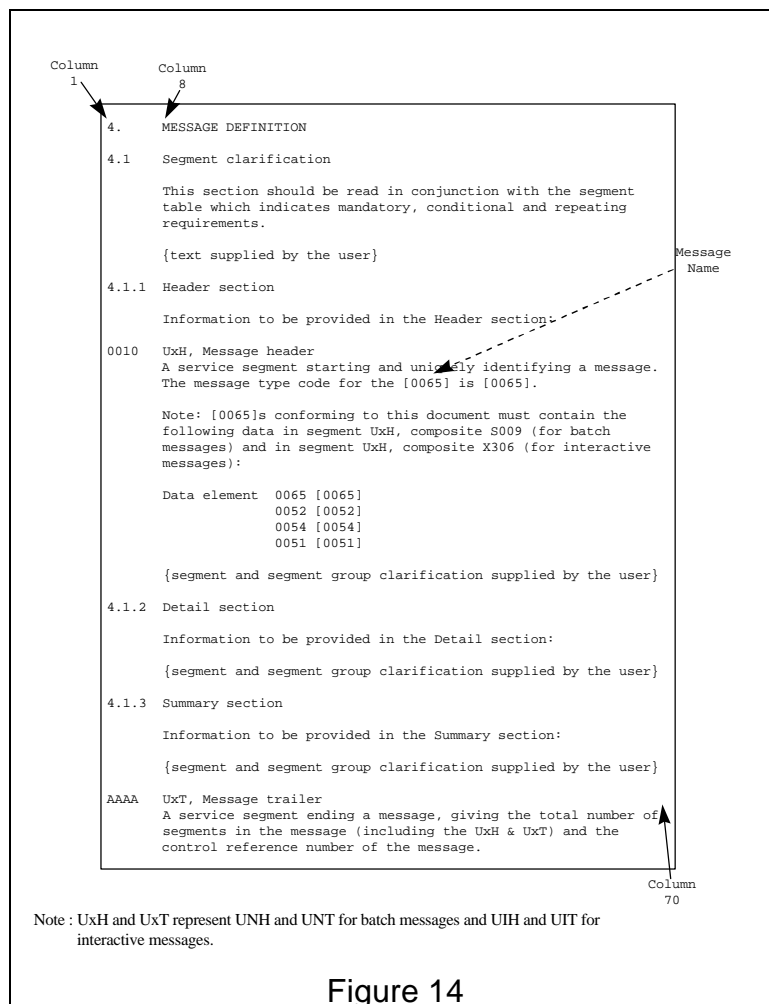 Column
1
Column
8
4. MESSAGE DEFINITION
4.1 Segment clarification
This section should be read in conjunction with the segment
table which indicates mandatory, conditional and repeating
requirements.
{text supplied by the user}
Message
Name
4.1.1 Header section
Information to be provided in the Header section:
0010 UxH, Message header
A service segment starting and uniquely identifying a message.
The message type code for the [0065] is [0065].
Note: [0065]s conforming to this document must contain the
following data in segment UxH, composite S009 (for batch
messages) and in segment UxH, composite X306 (for interactive
messages):
Data element 0065 [0065]
0052 [0052]
0054 [0054]
0051 [0051]
{segment and segment group clarification supplied by the user}
4.1.2 Detail section
Information to be provided in the Detail section:
{segment and segment group clarification supplied by the user}
4.1.3 Summary section
Information to be provided in the Summary section:
{segment and segment group clarification supplied by the user}
AAAA UxT, Message trailer
A service segment ending a message, giving the total number of
segments in the message (including the UxH & UxT) and the
control reference number of the message.
Column
70
Note : UxH and UxT represent UNH and UNT for batch messages and UIH and UIT for
interactive messages.
Figure 14